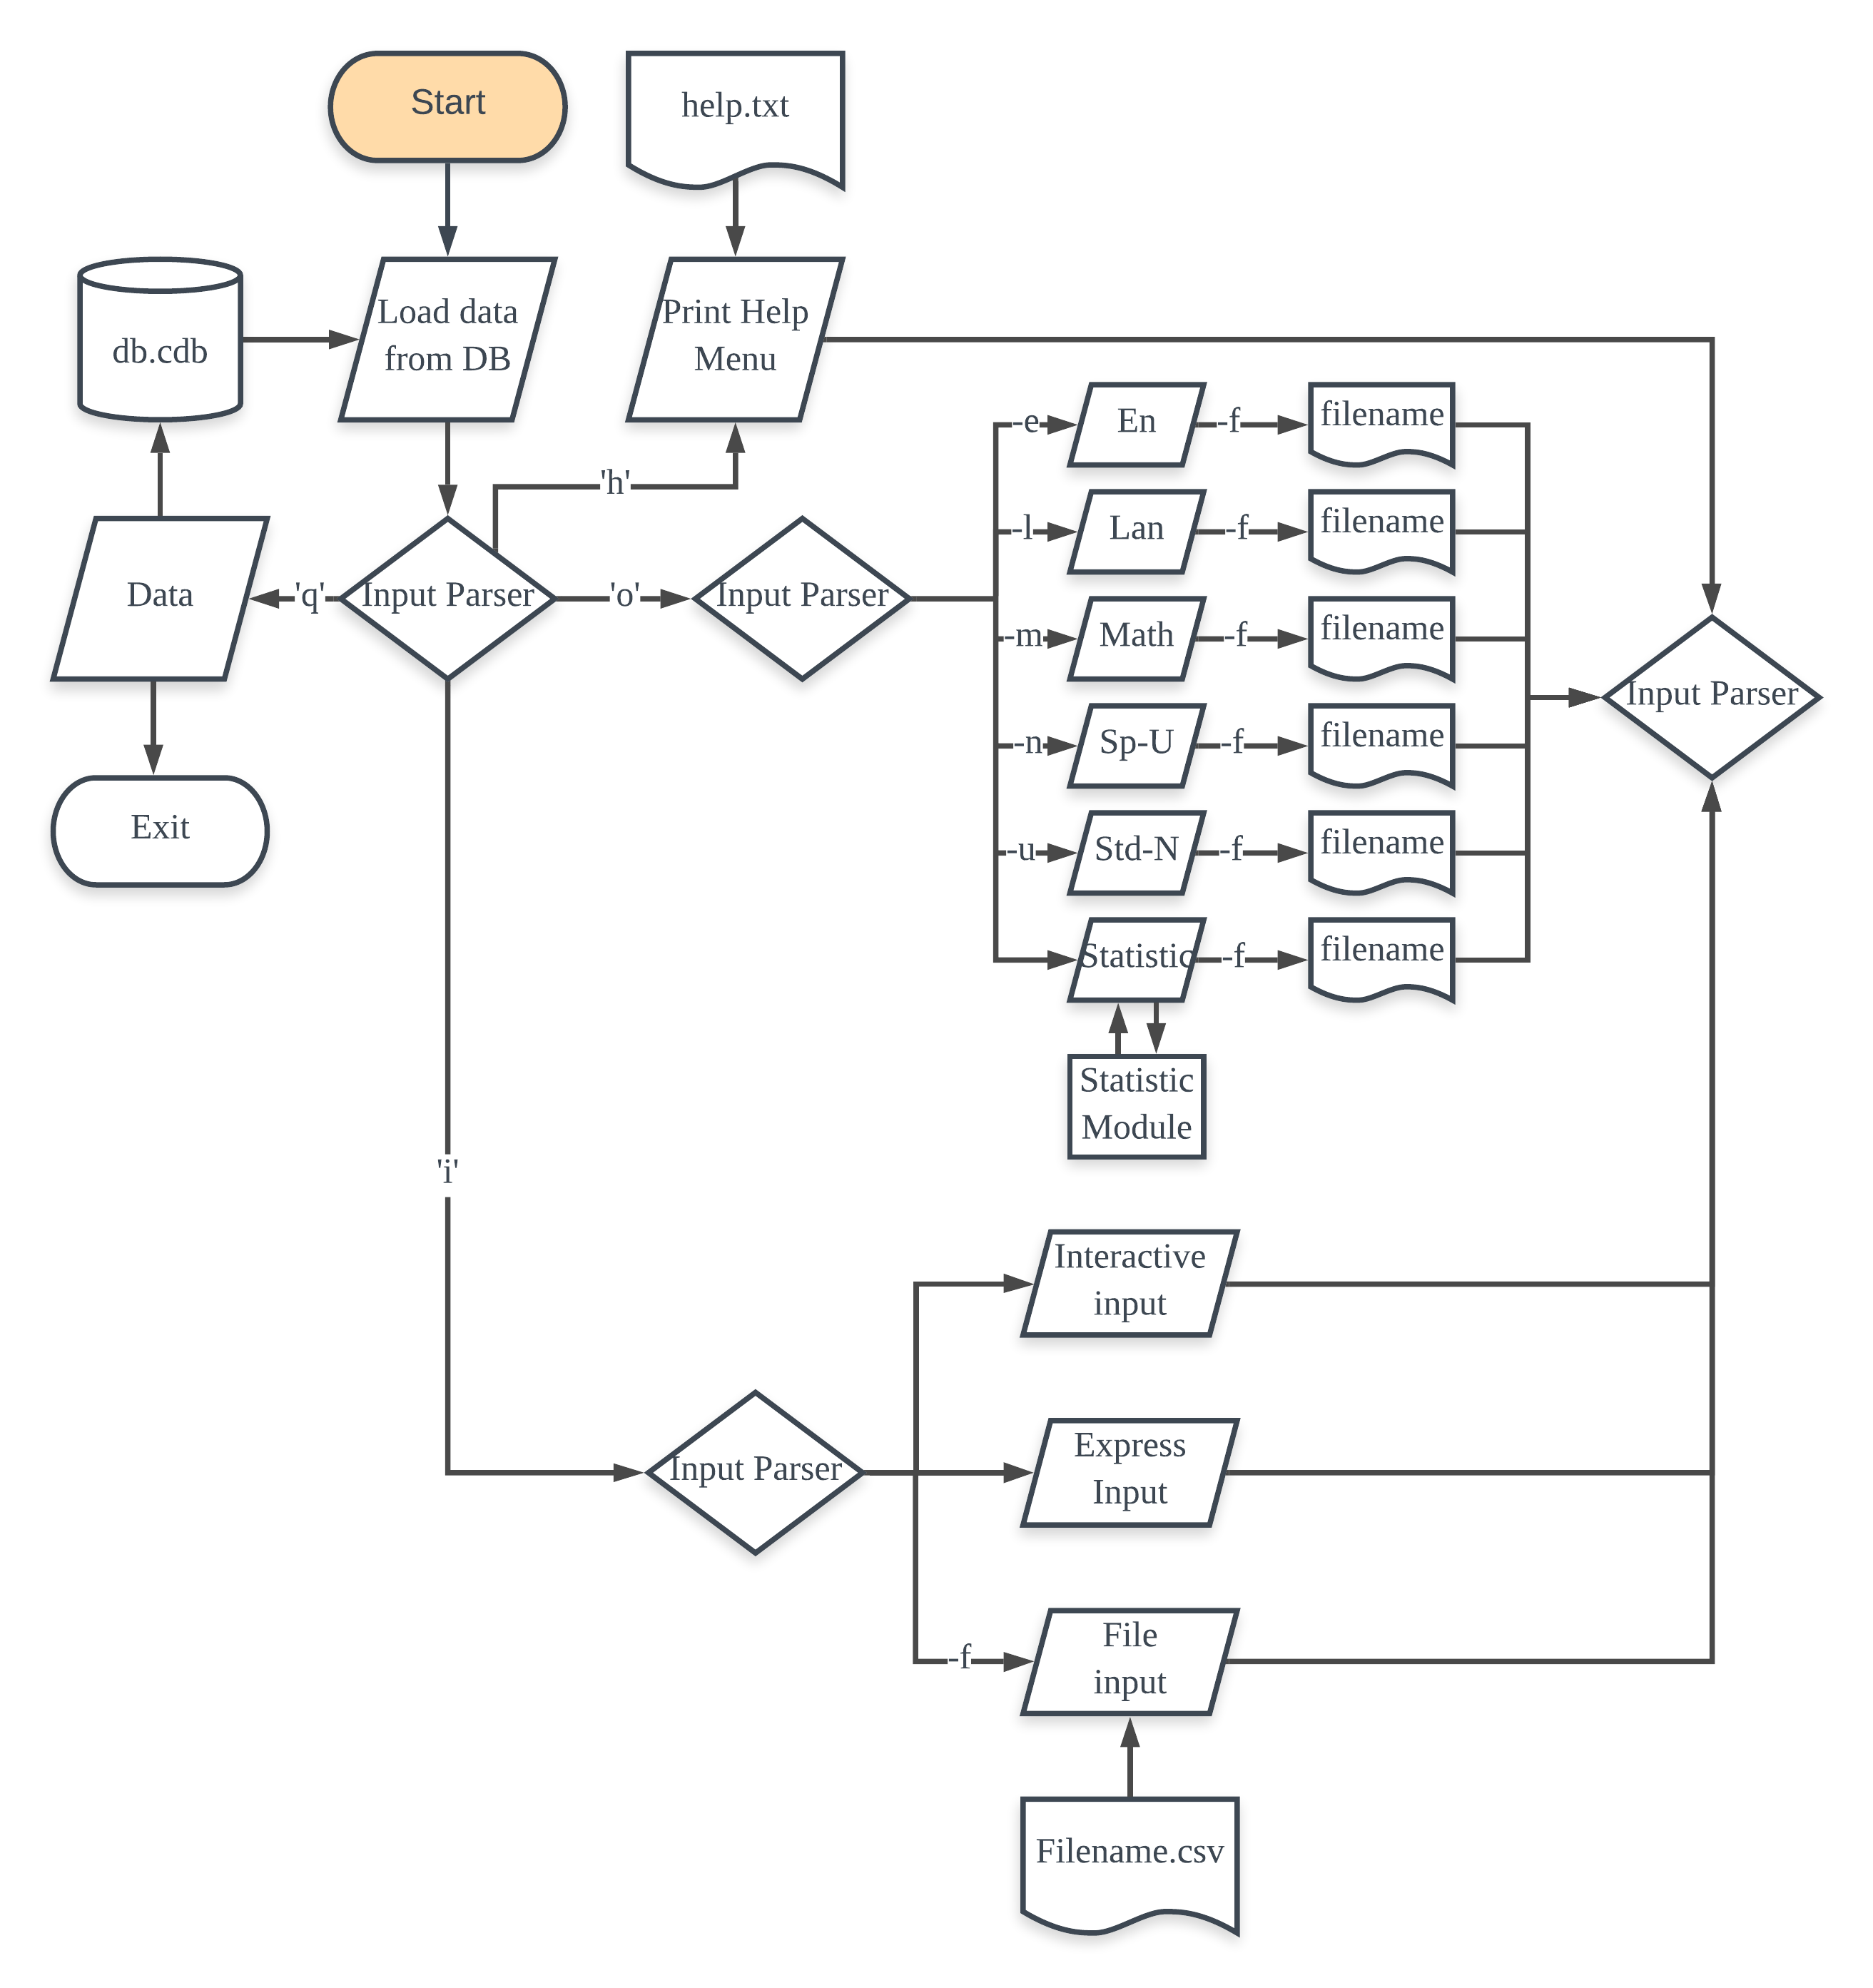 Start
help.txt
db.cdb
Load data
from DB
Print Help
Menu
'h'
Data
'q'
Input Parser
'o'
Input Parser
-e
En
-f
filename
-l
Lan
-f
filename
-m
Math
-f
filename
-n
Sp-U
-f
filename
-u
Std-N
-f
filename
Statistic
-f
filename
Statistic
Module
Input Parser
Exit
'i'
Input Parser
Interactive
input
Express
Input
-f
File
input
Filename.csv